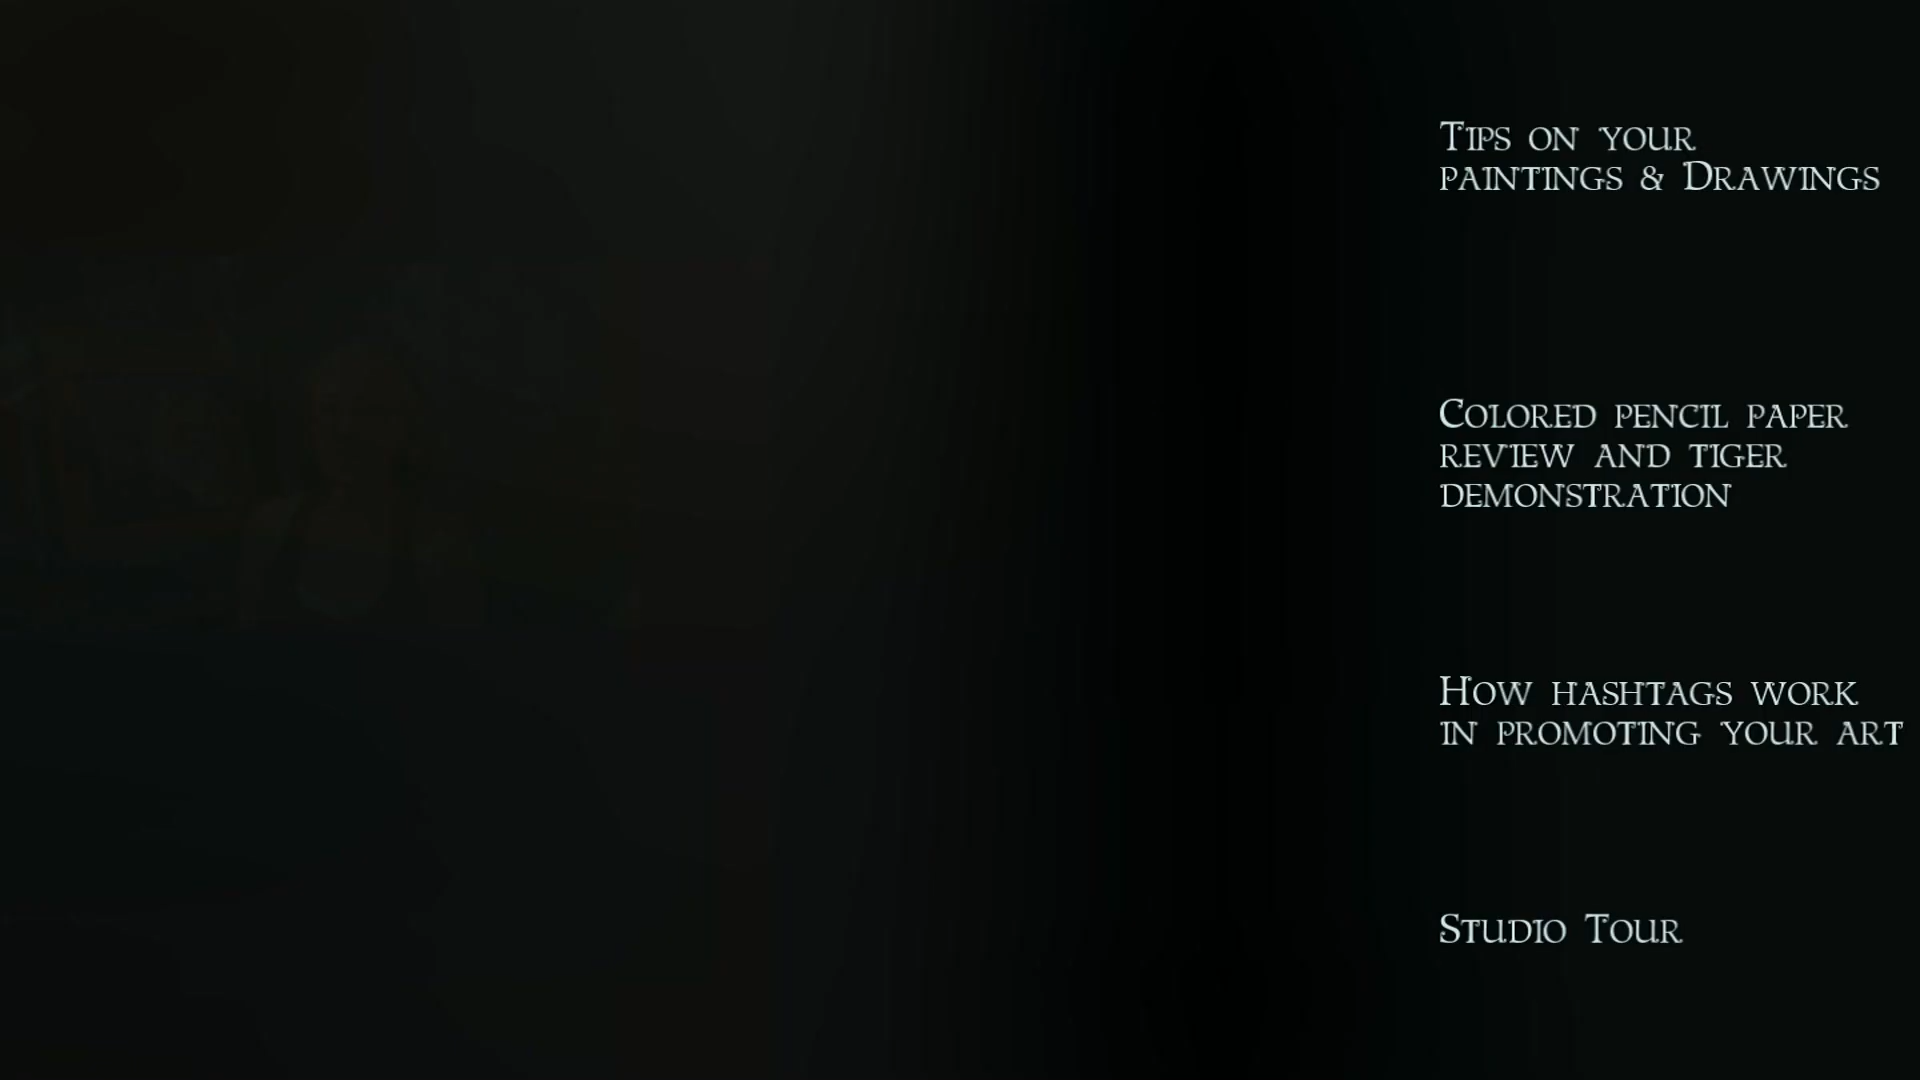 Tips on your
paintings & Drawings
Colored pencil paper
review and tiger
demonstration
How hashtags work
in promoting your art
Studio Tour